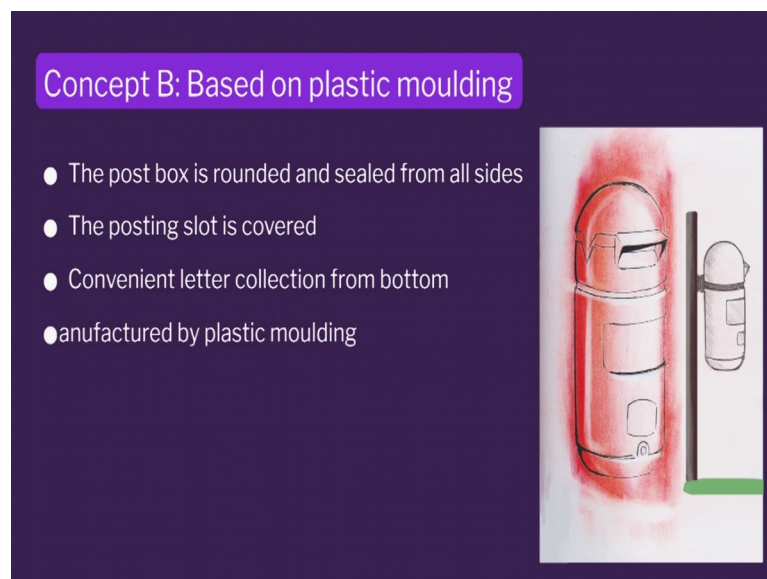 Concept B: Based on plastic moulding
● The post box is rounded and sealed from all sides
● The posting slot is covered
● Convenient letter collection from bottom
● anufactured by plastic moulding